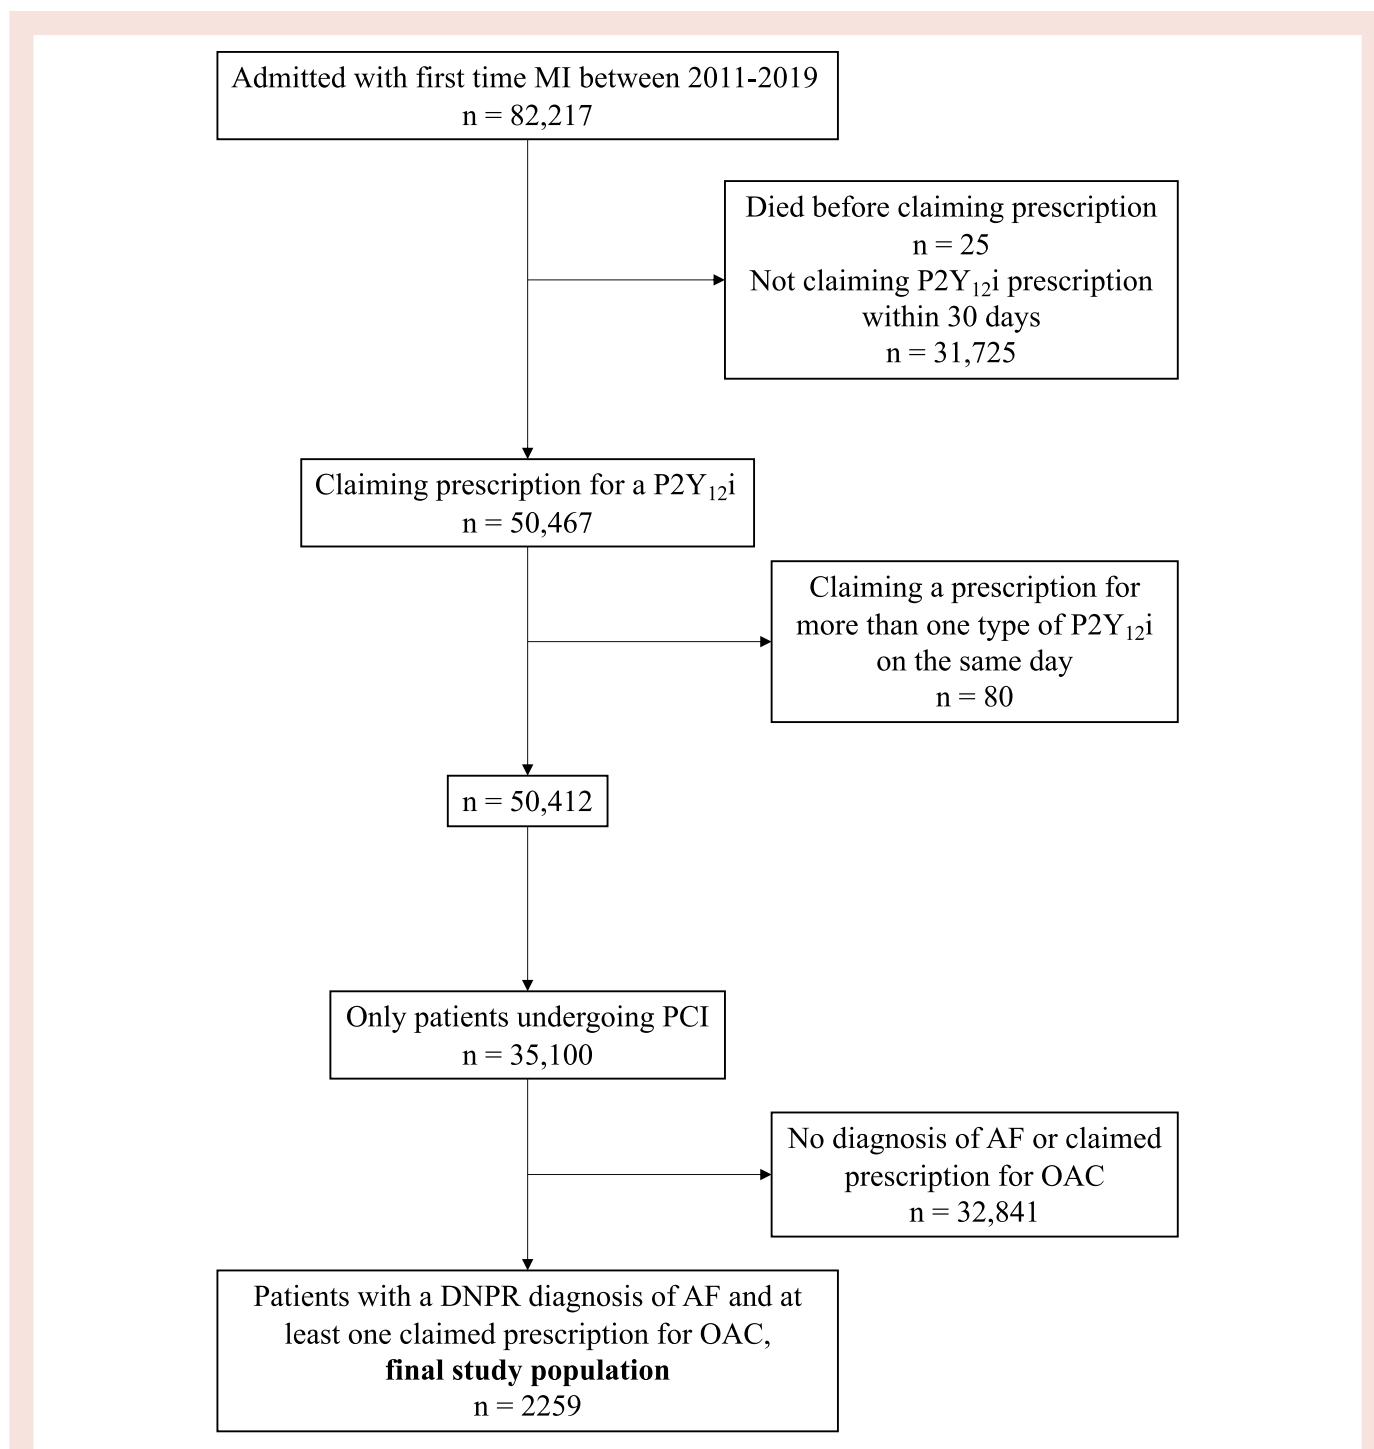 Admitted with first time MI between 2011-2019
n = 82,217
Died before claiming prescription
n = 25
Not claiming P2Y₁₂i prescription
within 30 days
n = 31,725
Claiming prescription for a P2Y₁₂i
n = 50,467
Claiming a prescription for
more than one type of P2Y₁₂i
on the same day
n = 80
n = 50,412
Only patients undergoing PCI
n = 35,100
No diagnosis of AF or claimed
prescription for OAC
n = 32,841
Patients with a DNPR diagnosis of AF and at
least one claimed prescription for OAC,
final study population
n = 2259